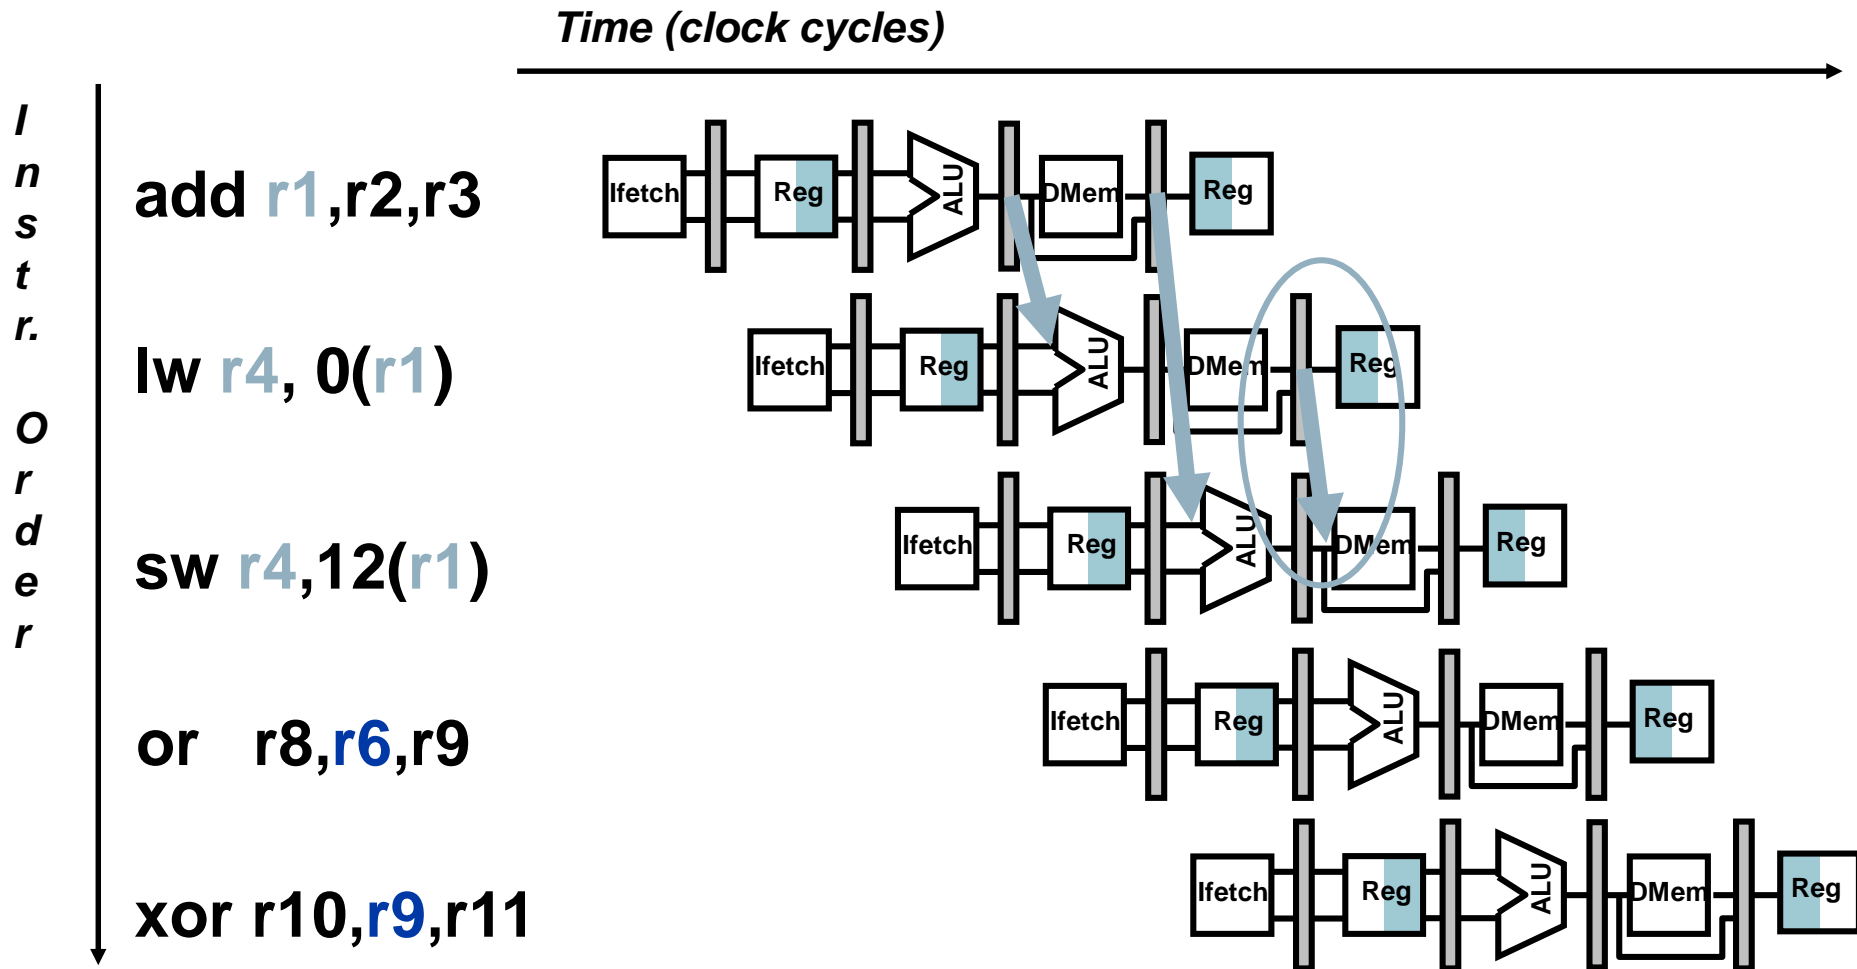 Time (clock cycles)
Instr. Order
add r1,r2,r3
Ifetch Reg ALU DMem Reg
lw r4, 0(r1)
Ifetch Reg ALU DMem Reg
sw r4,12(r1)
Ifetch Reg ALU DMem Reg
or r8,r6,r9
Ifetch Reg ALU DMem Reg
xor r10,r9,r11
Ifetch Reg ALU DMem Reg